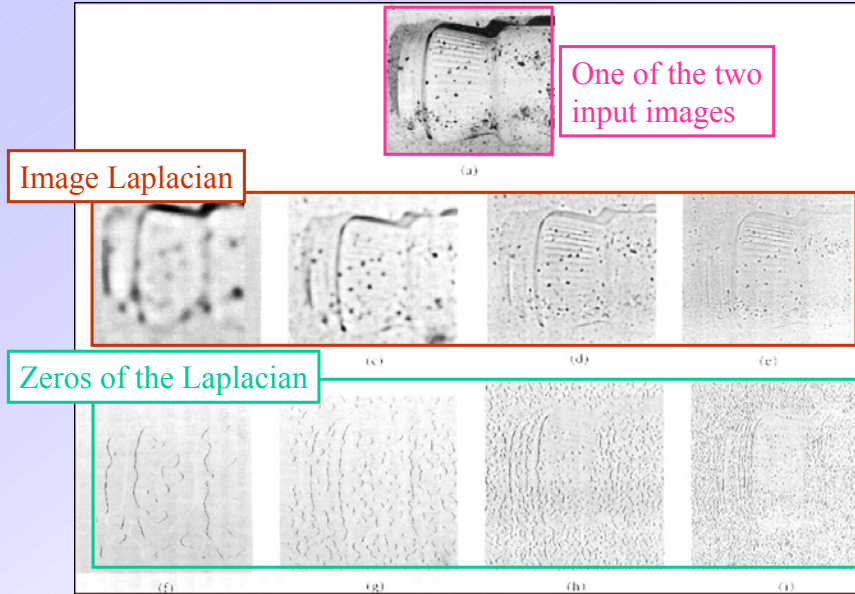 One of the two
input images
(a)
Image Laplacian
(c)
(d)
(e)
Zeros of the Laplacian
(f)
(g)
(h)
(i)